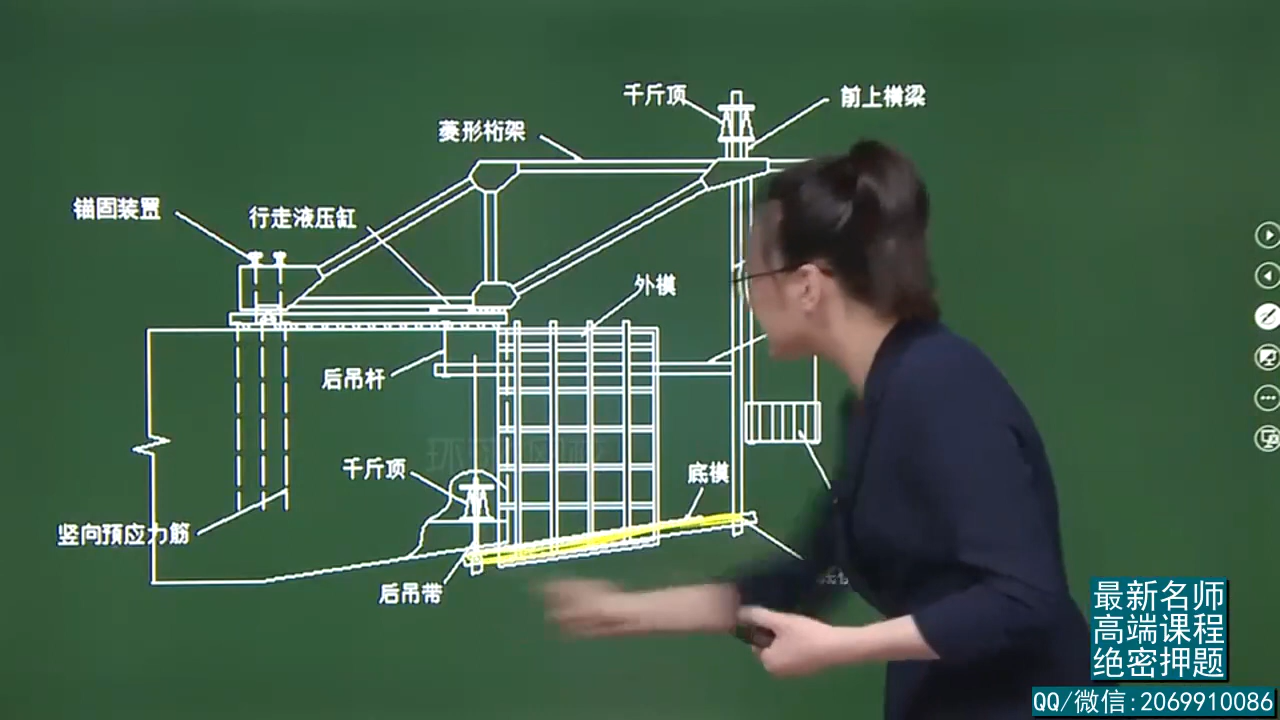 千斤顶
前上横梁
菱形桁架
锚固装置
行走液压缸
外模
后吊杆
千斤顶
底模
竖向预应力筋
后吊带
最新名师
高端课程
绝密押题
QQ/微信:2069910086